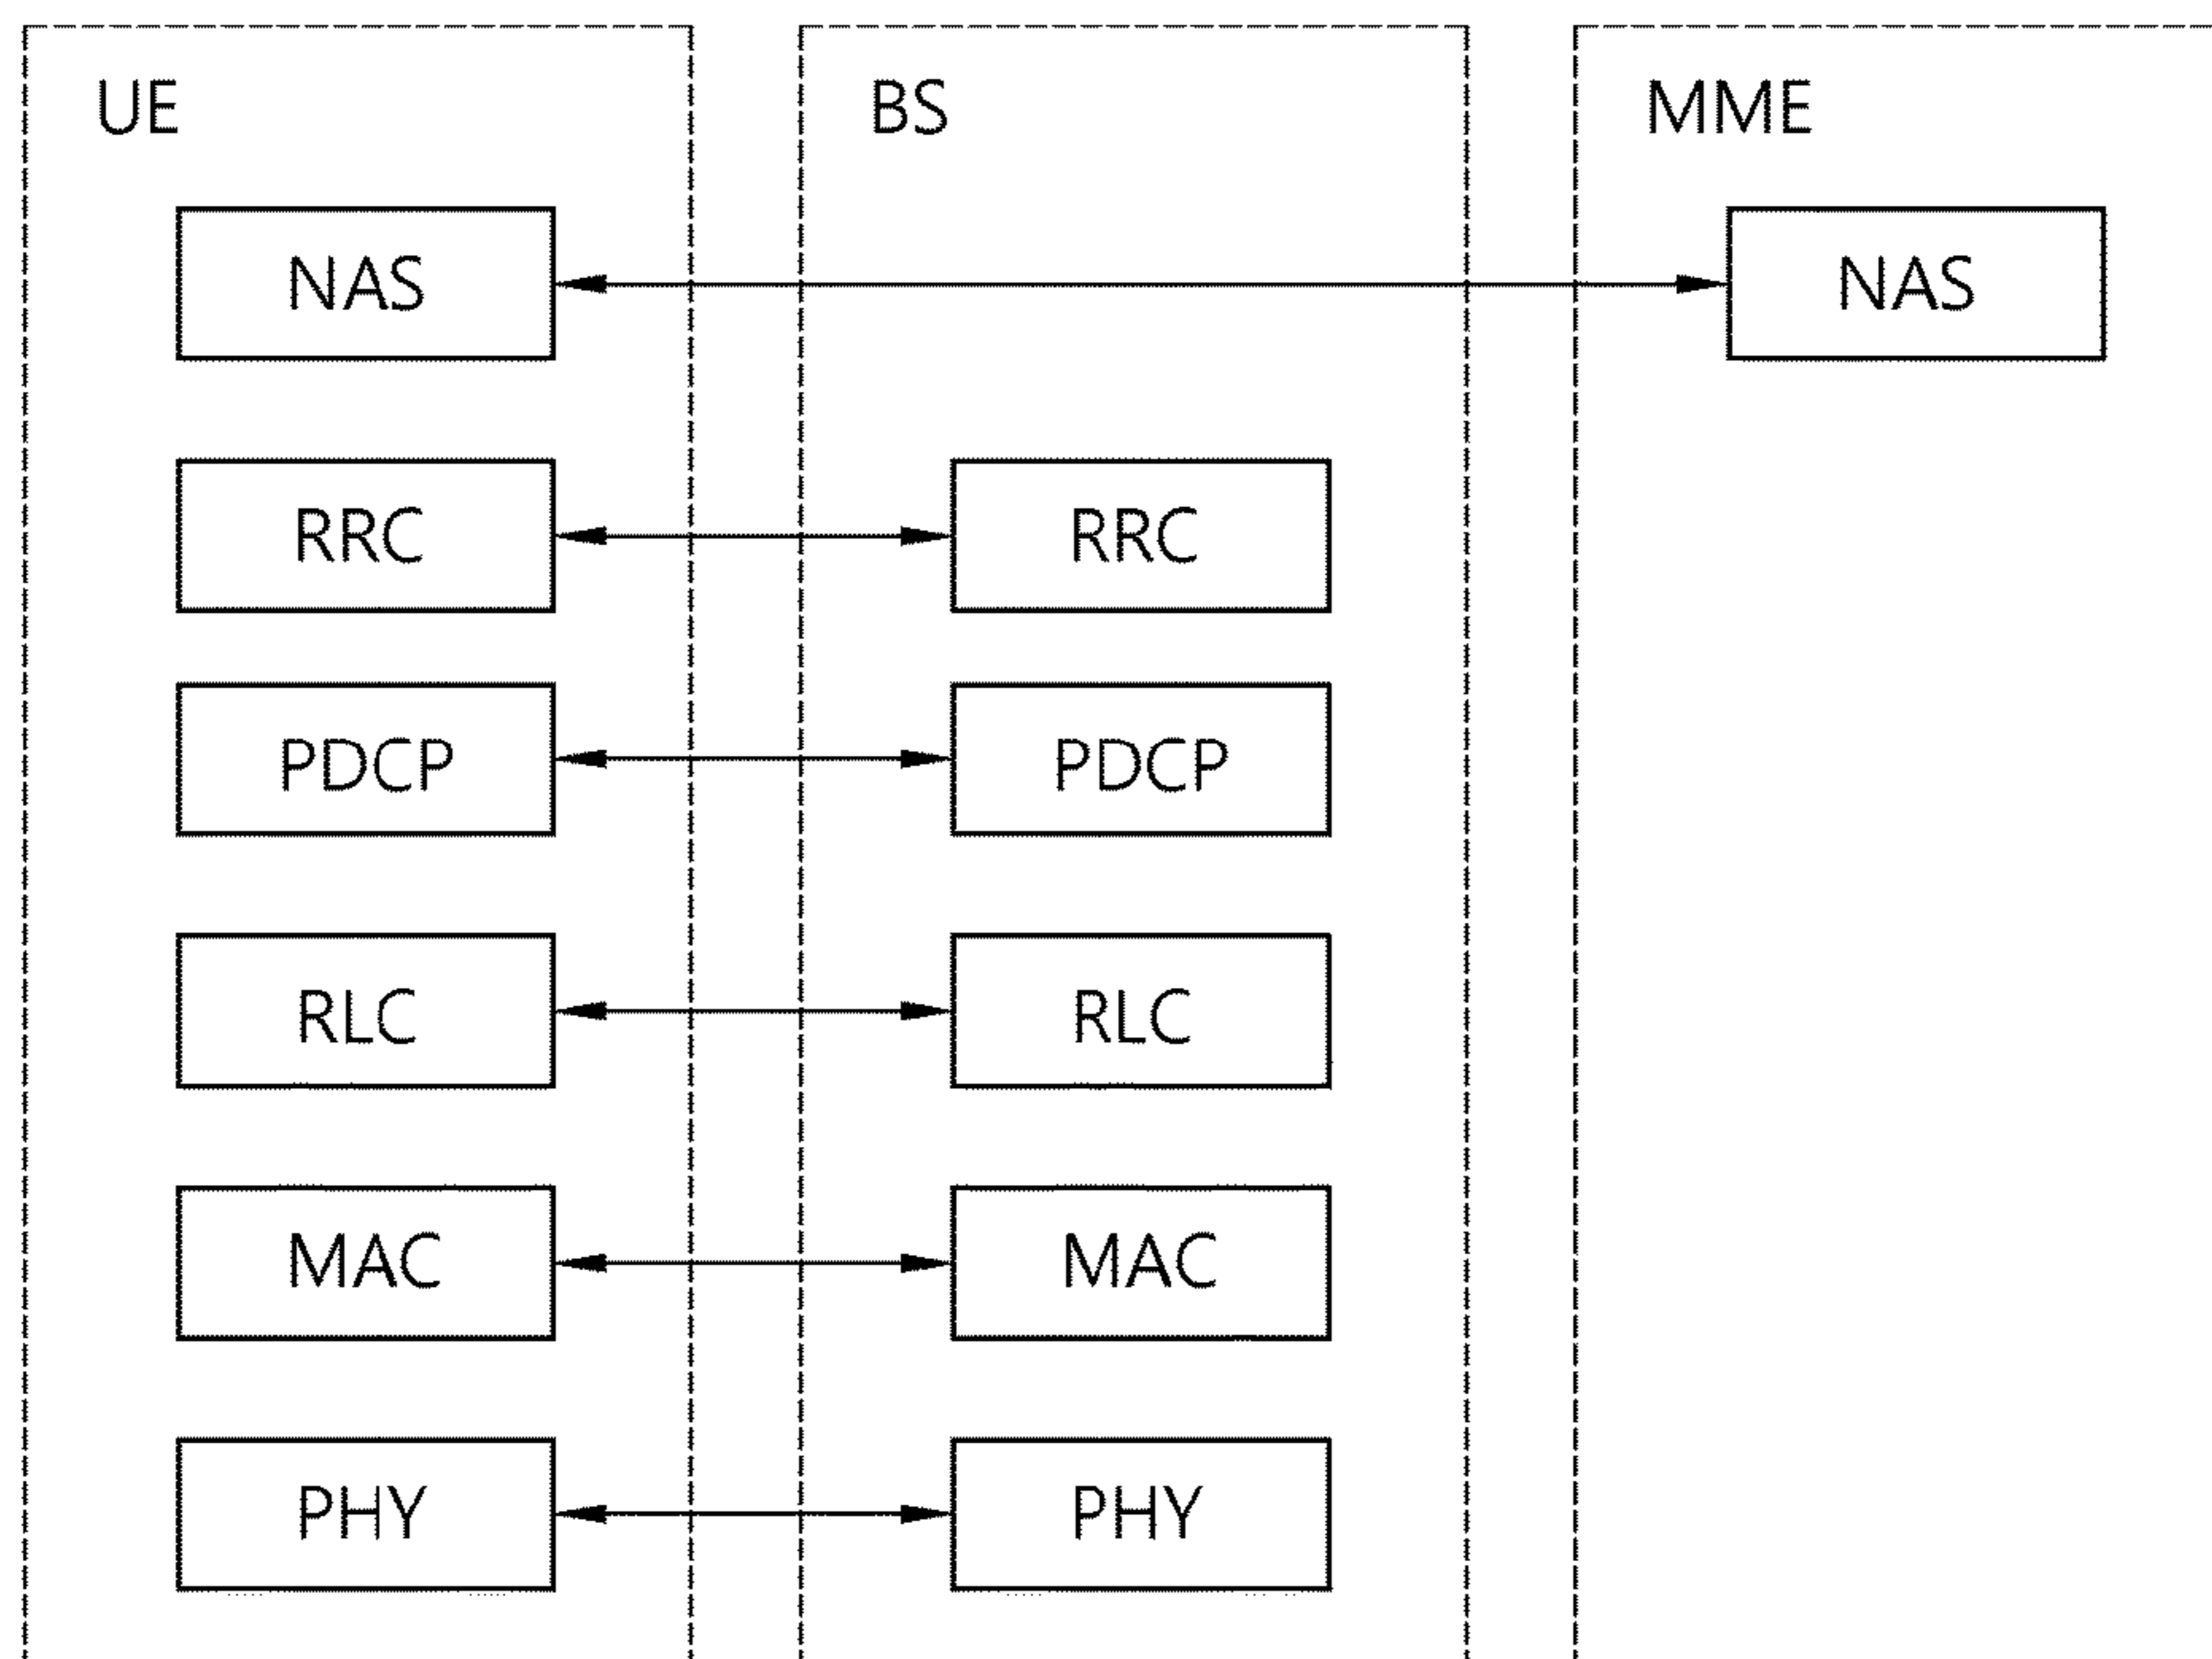 UE BS MME
NAS NAS
RRC RRC
PDCP PDCP
RLC RLC
MAC MAC
PHY PHY